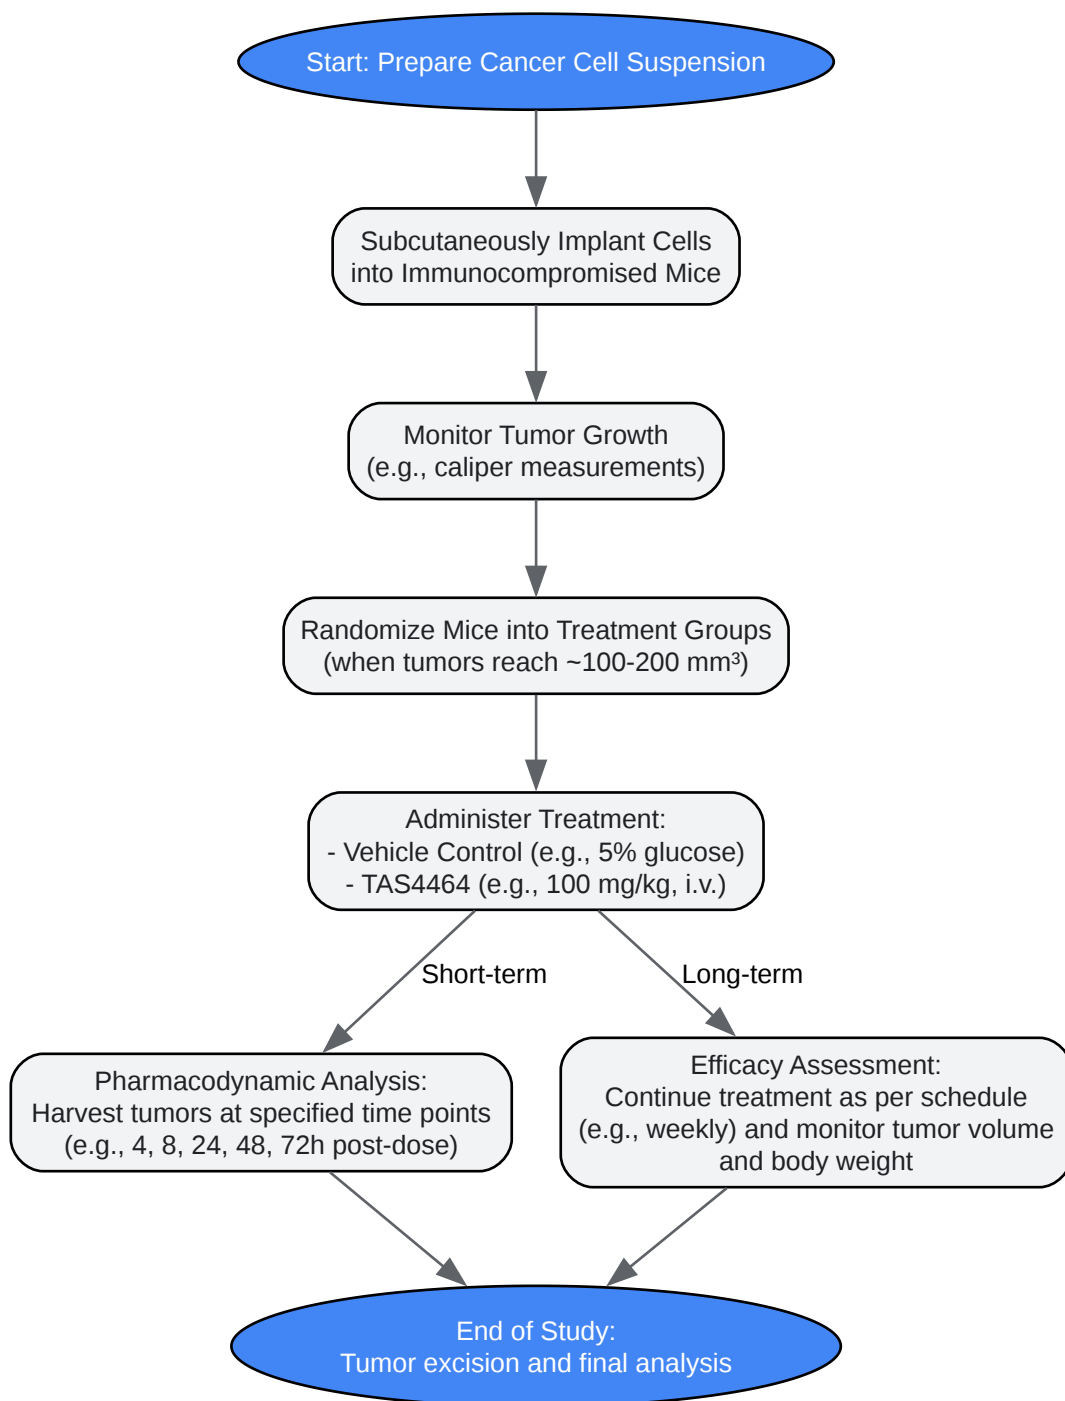 Start: Prepare Cancer Cell Suspension
Subcutaneously Implant Cells
into Immunocompromised Mice
Monitor Tumor Growth
(e.g., caliper measurements)
Randomize Mice into Treatment Groups
(when tumors reach ~100-200 mm³)
Administer Treatment:
- Vehicle Control (e.g., 5% glucose)
- TAS4464 (e.g., 100 mg/kg, i.v.)
Short-term
Long-term
Pharmacodynamic Analysis:
Harvest tumors at specified time points
(e.g., 4, 8, 24, 48, 72h post-dose)
Efficacy Assessment:
Continue treatment as per schedule
(e.g., weekly) and monitor tumor volume
and body weight
End of Study:
Tumor excision and final analysis